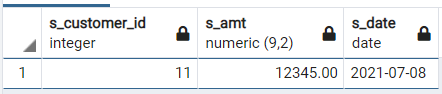 s_customer_id s_amt s_date
integer numeric (9,2) date
1 11 12345.00 2021-07-08